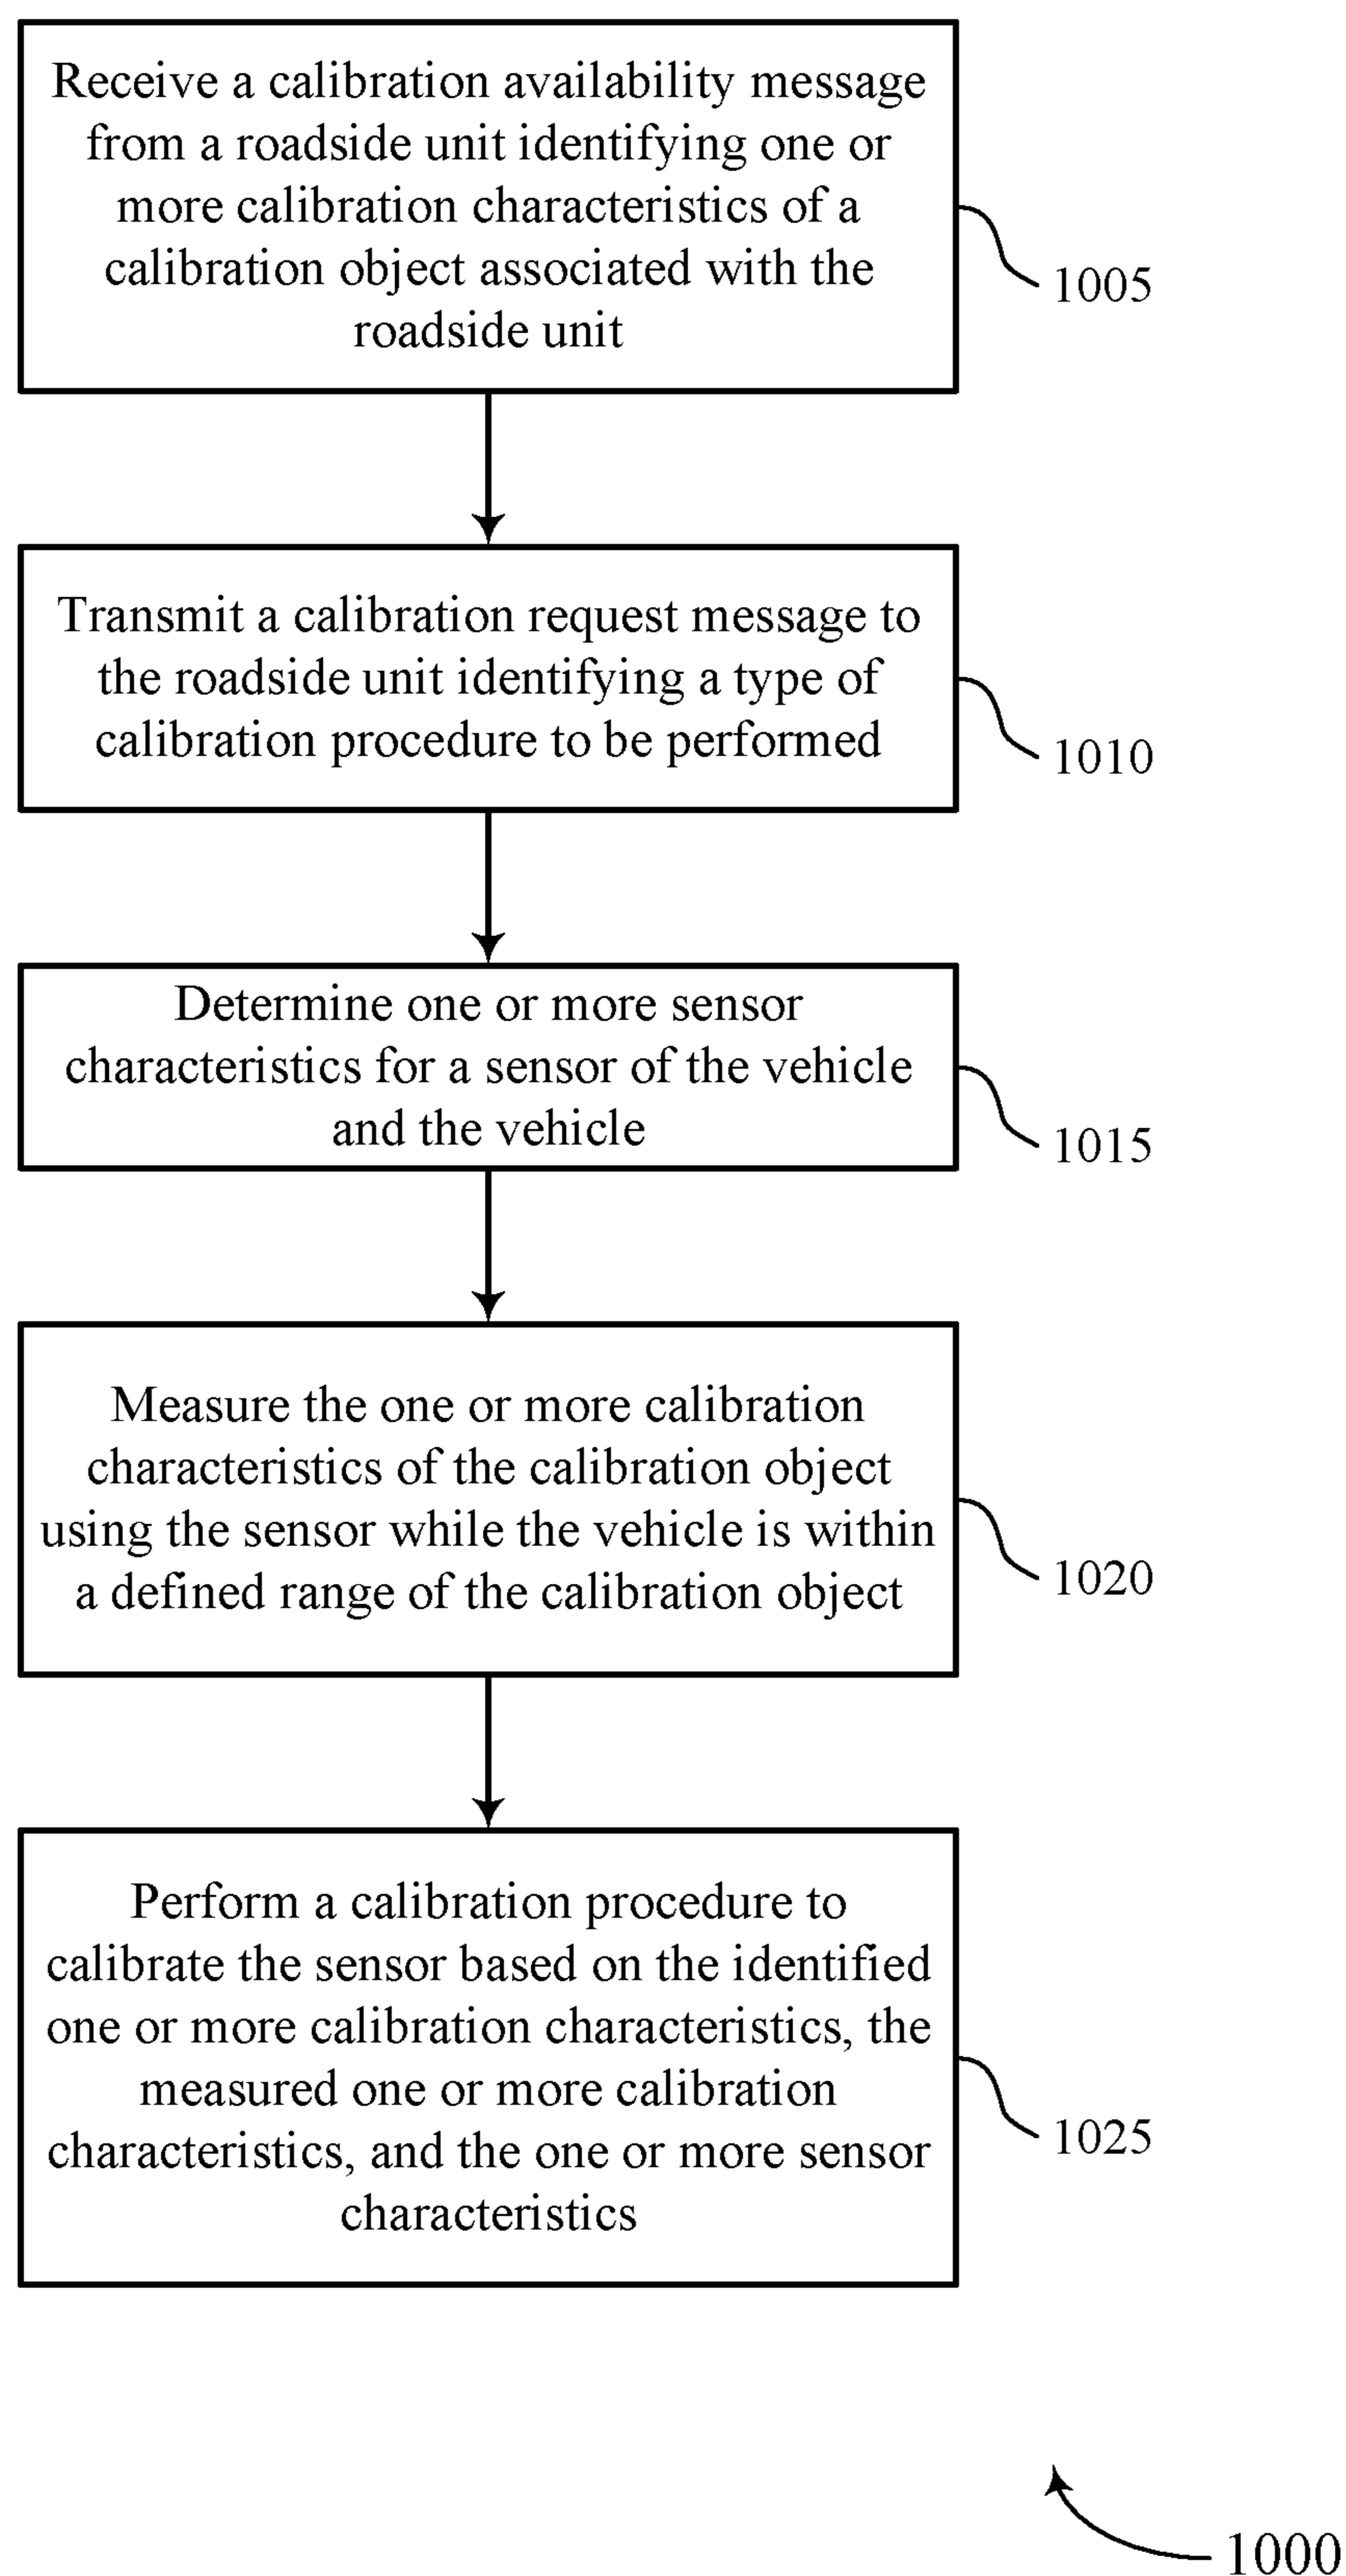 Receive a calibration availability message
from a roadside unit identifying one or
more calibration characteristics of a
calibration object associated with the
roadside unit
1005
Transmit a calibration request message to
the roadside unit identifying a type of
calibration procedure to be performed
1010
Determine one or more sensor
characteristics for a sensor of the vehicle
and the vehicle
1015
Measure the one or more calibration
characteristics of the calibration object
using the sensor while the vehicle is within
a defined range of the calibration object
1020
Perform a calibration procedure to
calibrate the sensor based on the identified
one or more calibration characteristics, the
measured one or more calibration
characteristics, and the one or more sensor
characteristics
1025
1000